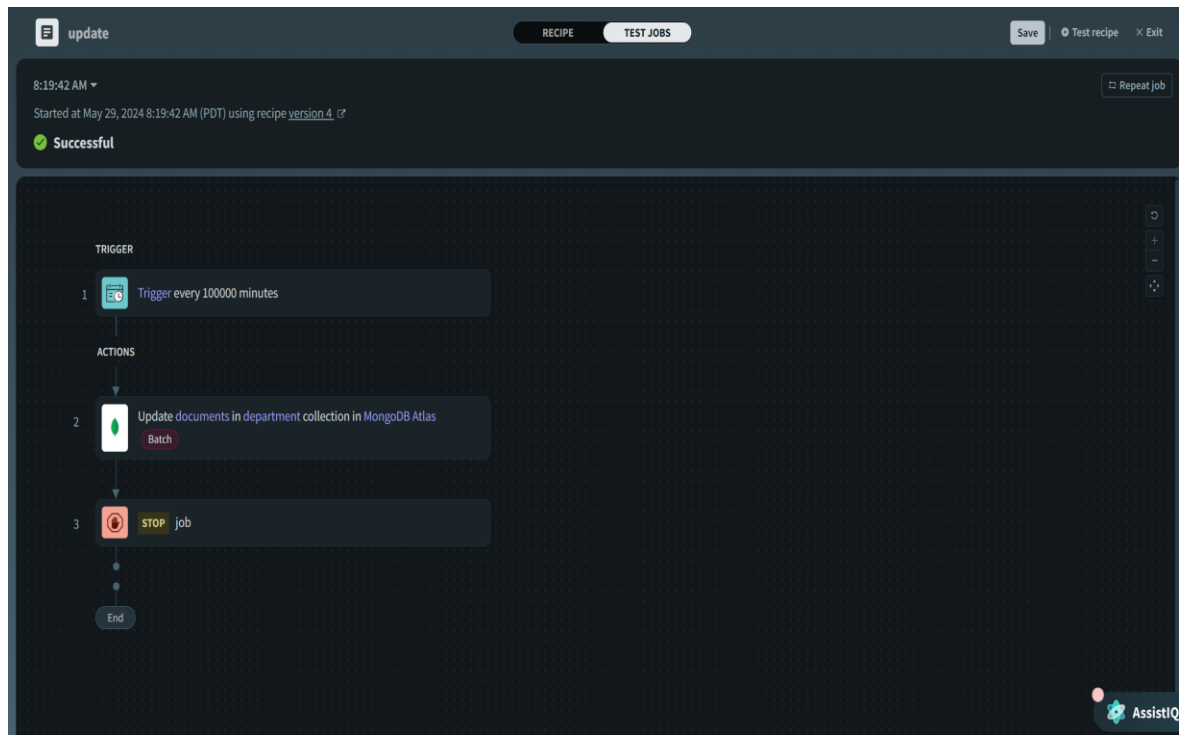 update
RECIPE
TEST JOBS
Save
Test recipe
Exit
8:19:42 AM
Repeat job
Started at May 29, 2024 8:19:42 AM (PDT) using recipe version 4
Successful
TRIGGER
1
Trigger every 100000 minutes
ACTIONS
2
Update documents in department collection in MongoDB Atlas
Batch
3
STOP job
End
AssistIQ